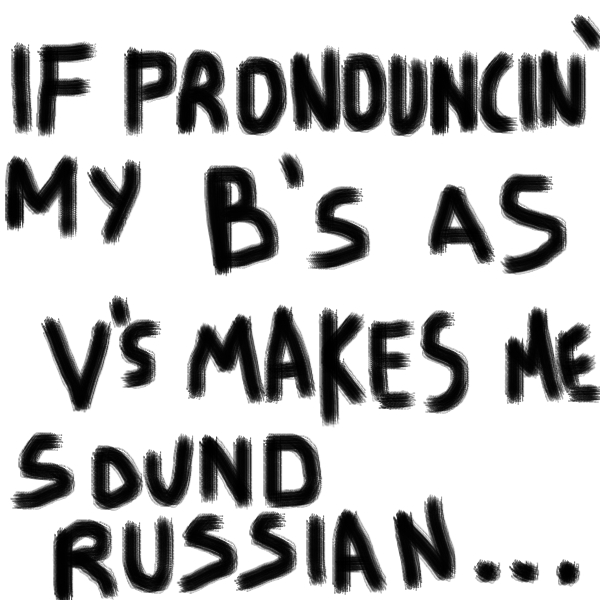 IF PRONOUNCIN'
MY B's AS
V's MAKES ME
SOUND
RUSSIAN...